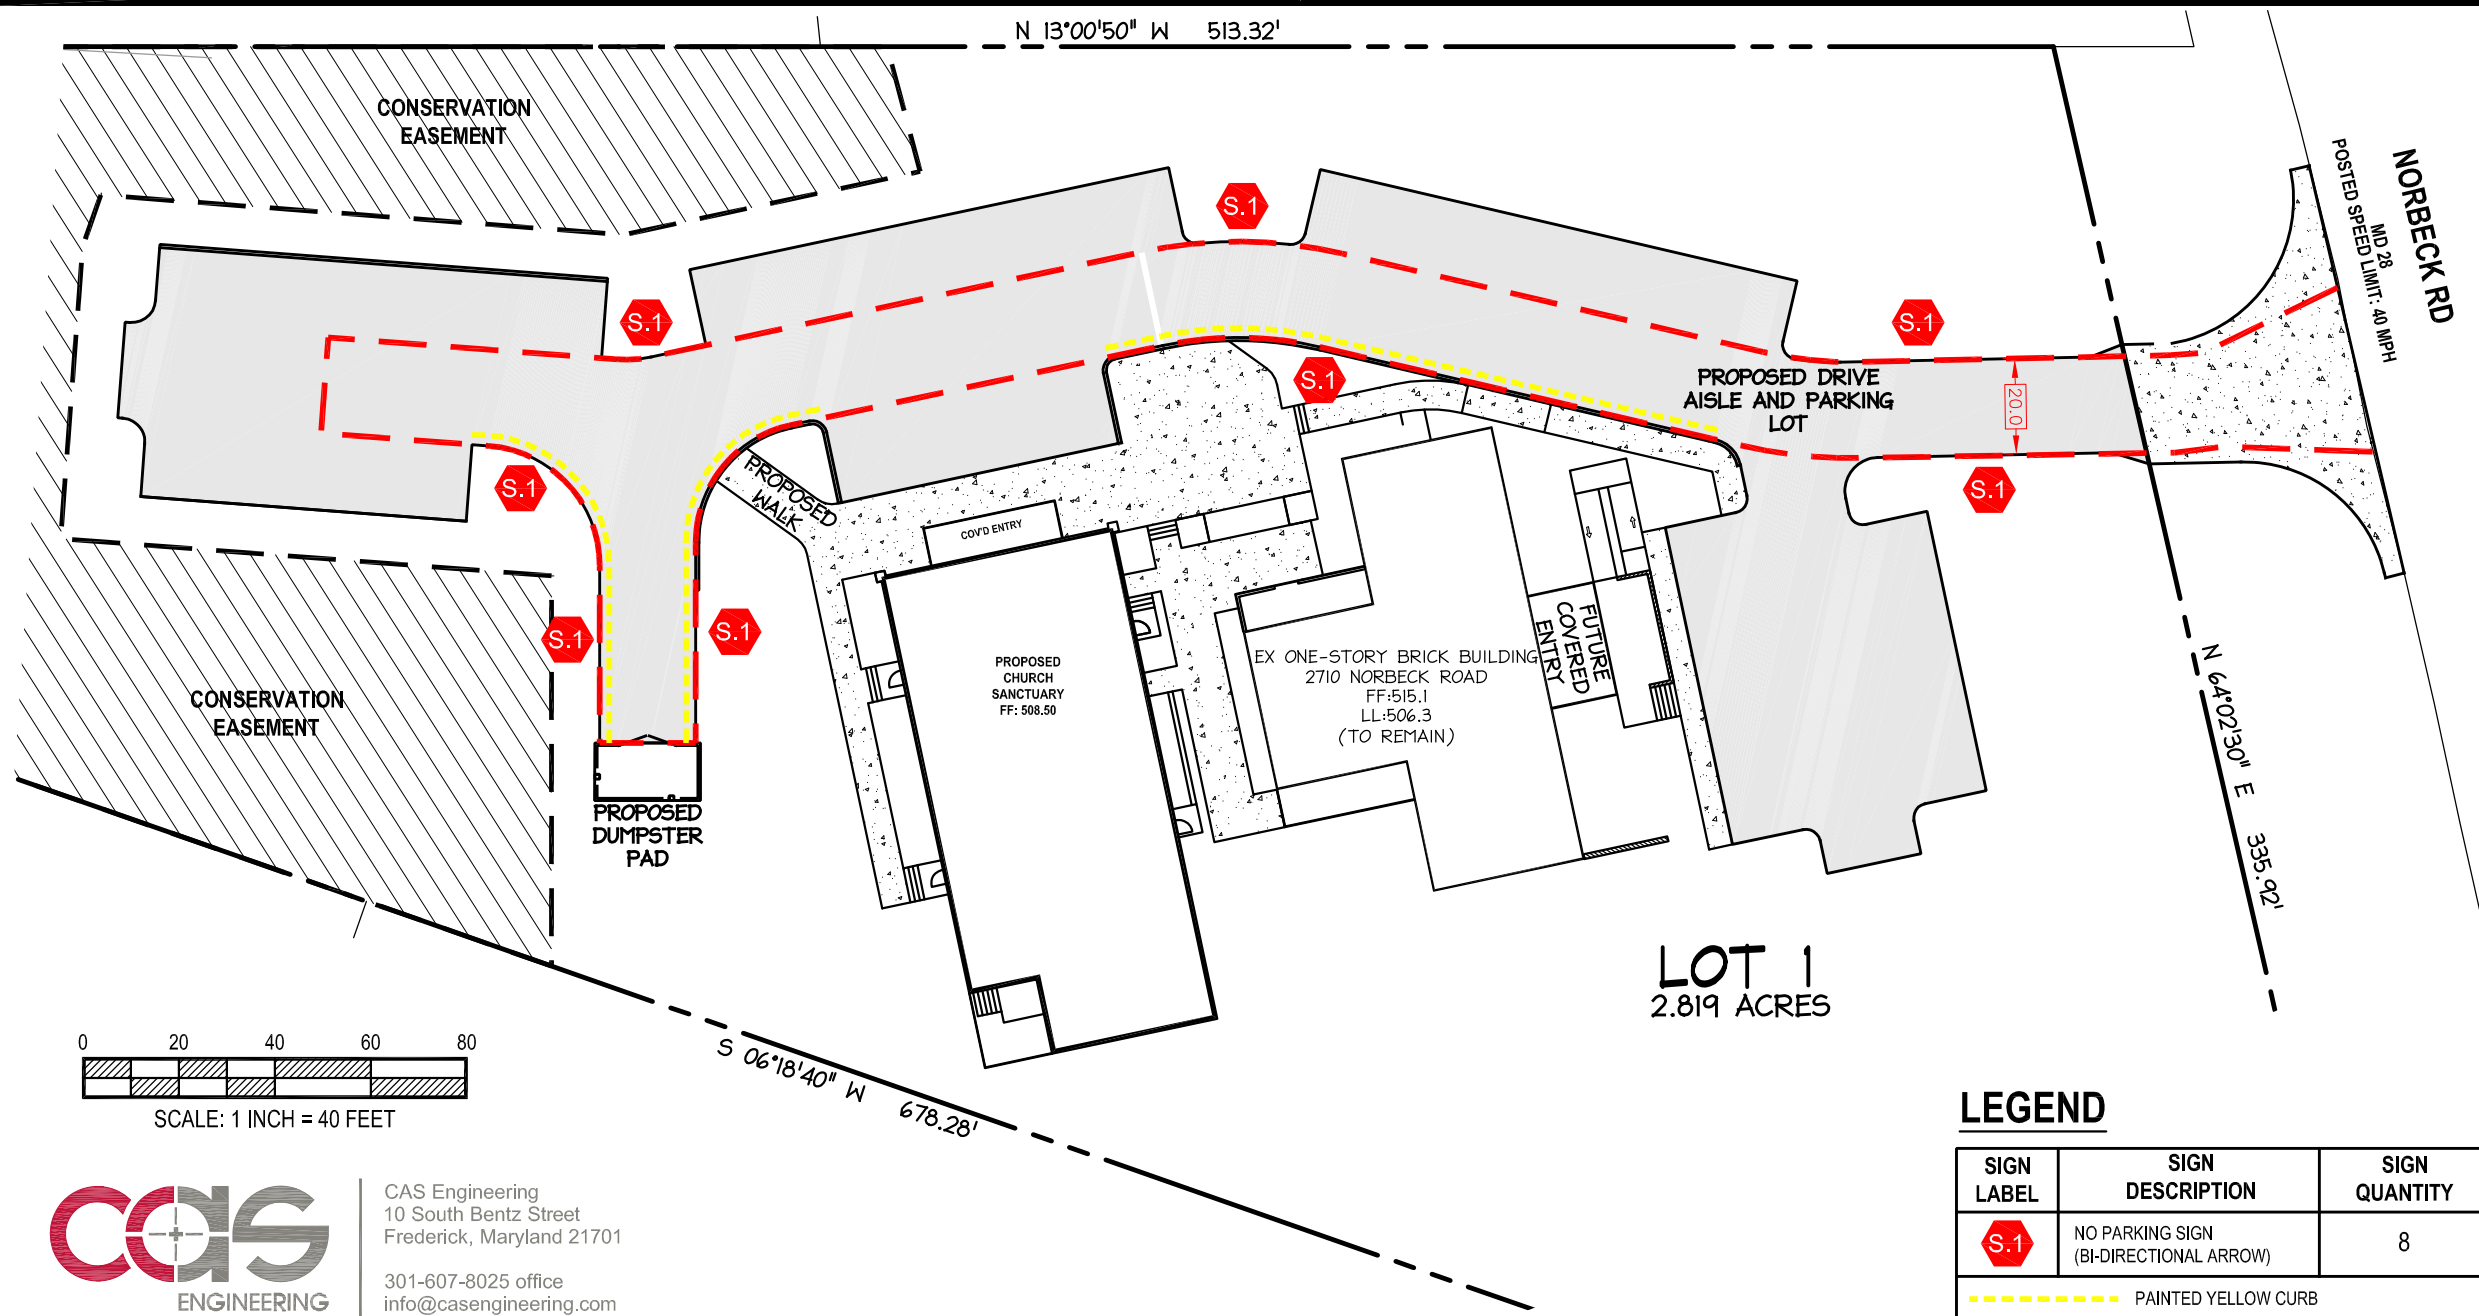 N 13°00'50" W 513.32'
CONSERVATION
EASEMENT
S.1
S.1
S.1
S.1
S.1
S.1
S.1
S.1
NORBECK RD
MD 28
POSTED SPEED LIMIT: 40 MPH
PROPOSED DRIVE
AISLE AND PARKING
LOT
20.0
PROPOSED
WALK
COV'D ENTRY
CONSERVATION
EASEMENT
PROPOSED
CHURCH
SANCTUARY
FF: 508.50
EX ONE-STORY BRICK BUILDING
2710 NORBECK ROAD
FF:515.1
LL:506.3
(TO REMAIN)
FUTURE
COVERED
ENTRY
PROPOSED
DUMPSTER
PAD
N 64°02'30" E 335.92'
LOT 1
2.819 ACRES
S 06°18'40" W 678.28'
0 20 40 60 80
SCALE: 1 INCH = 40 FEET
cas
ENGINEERING
CAS Engineering
10 South Bentz Street
Frederick, Maryland 21701
301-607-8025 office
info@casengineering.com
LEGEND
SIGN
LABEL
SIGN
DESCRIPTION
SIGN
QUANTITY
S.1
NO PARKING SIGN
(BI-DIRECTIONAL ARROW)
8
PAINTED YELLOW CURB